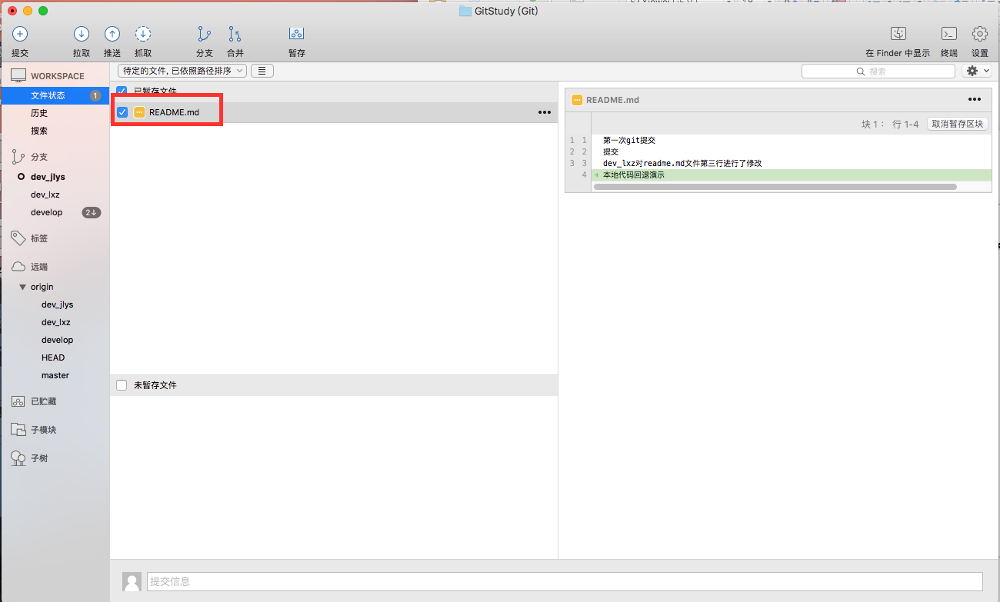 GitStudy (Git)
提交
拉取
推送
抓取
分支
合并
暂存
在 Finder 中显示
终端
设置
WORKSPACE
文件状态 1
历史
搜索
分支
dev_jlys
dev_lxz
develop 2↓
标签
远端
origin
dev_jlys
dev_lxz
develop
HEAD
master
已贮藏
子模块
子树
待定的文件, 已依照路径排序
搜索
已暂存文件
README.md
未暂存文件
README.md
块 1： 行 1-4 取消暂存区块
1 1 第一次git提交
2 2 提交
3 3 dev_lxz对readme.md文件第三行进行了修改
4 + 本地代码回退演示
提交信息